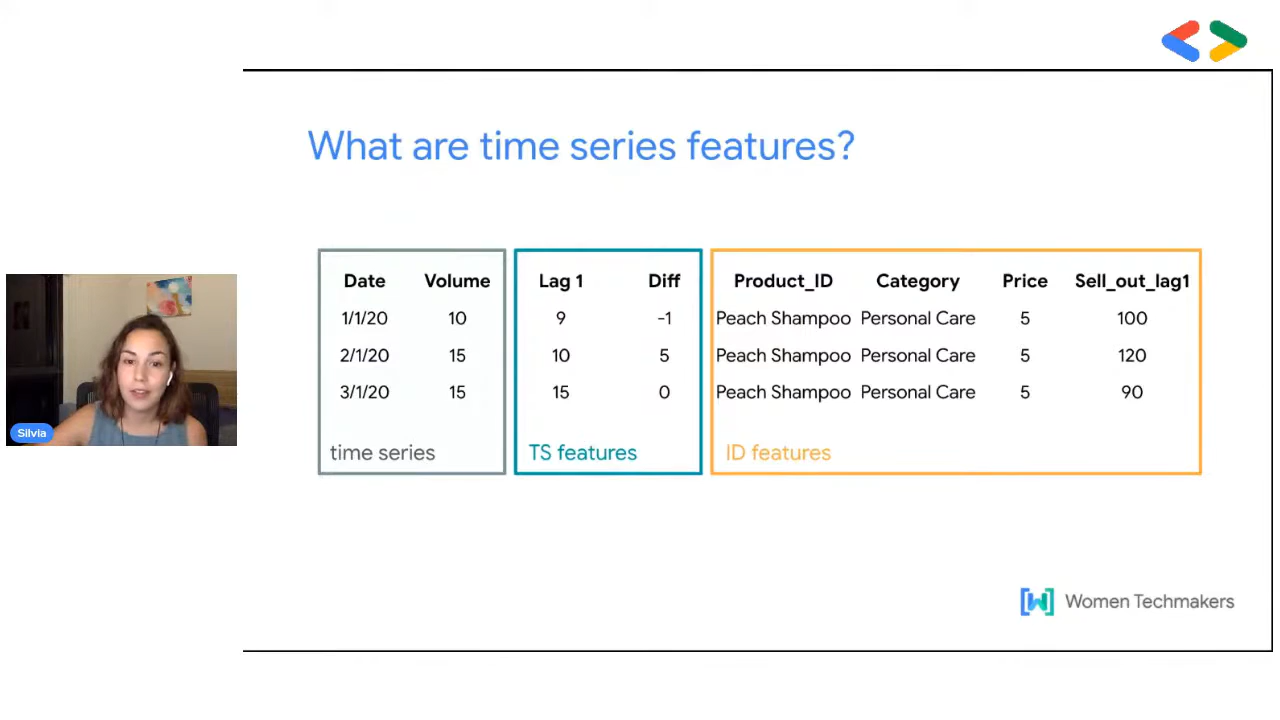 What are time series features?
Date Volume Lag 1 Diff Product_ID Category Price Sell_out_lag1
1/1/20 10 9 -1 Peach Shampoo Personal Care 5 100
2/1/20 15 10 5 Peach Shampoo Personal Care 5 120
3/1/20 15 15 0 Peach Shampoo Personal Care 5 90
time series TS features ID features
Silvia
Women Techmakers